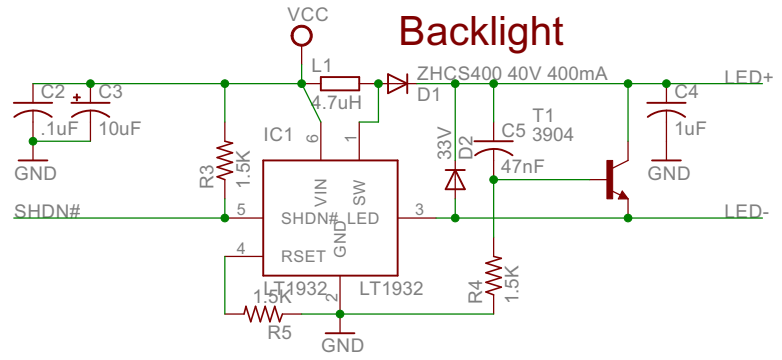 VCC
Backlight
L1
ZHCS400 40V 400mA
LED+
D1
C2
C3
4.7uH
C4
.1uF
10uF
IC1
6
1
33V
D2
C5
T1
3904
1uF
GND
R3
1.5K
VIN
SW
47nF
GND
SHDN#
5
SHDN#
LED
3
LED-
4
RSET
GND
LT1932
2
LT1932
1.5K
R5
R4
1.5K
GND